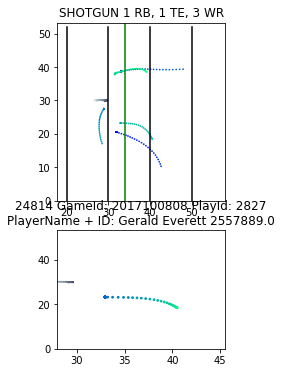 SHOTGUN 1 RB, 1 TE, 3 WR
50
40
30
20
10
0
20 30 40 50
24814 GameId: 2017100808 PlayId: 2827
PlayerName + ID: Gerald Everett 2557889.0
40
20
0
30 35 40 45